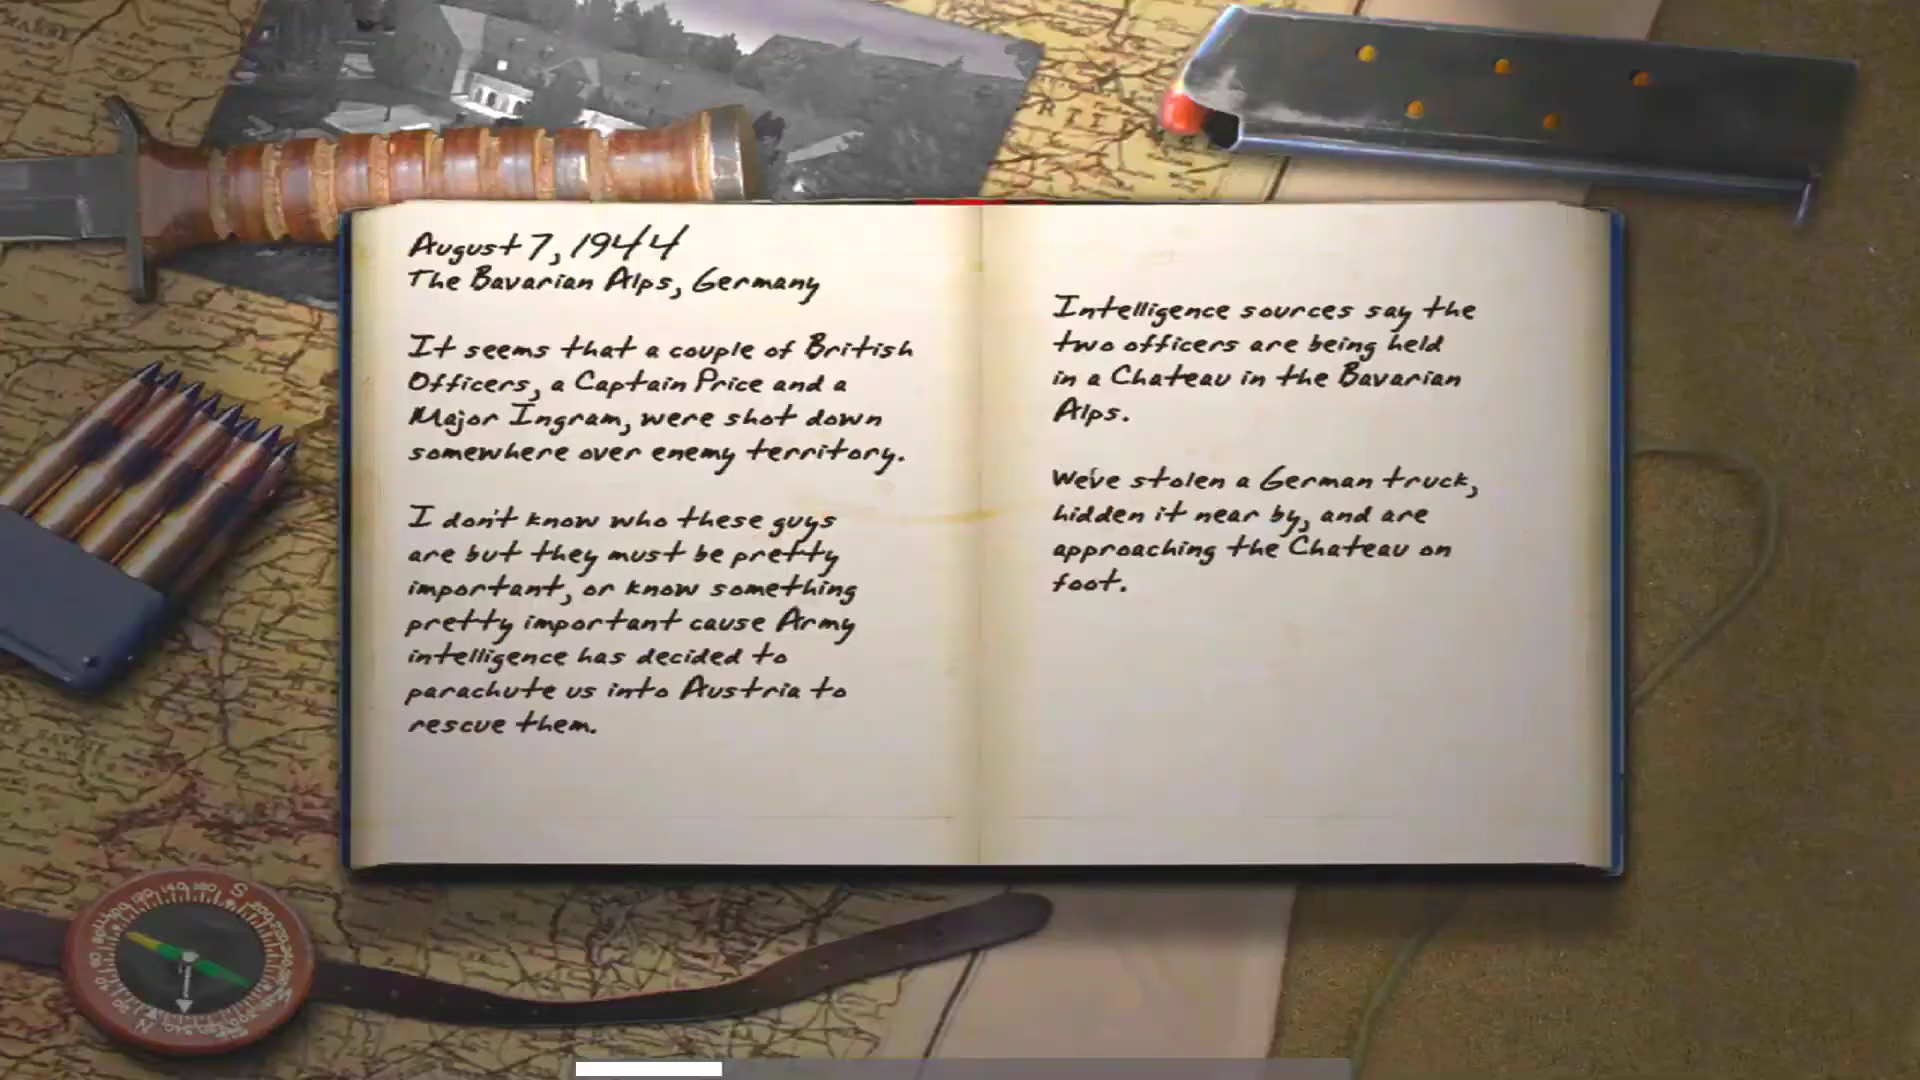 August 7, 1944
The Bavarian Alps, Germany
It seems that a couple of British
Officers, a Captain Price and a
Major Ingram, were shot down
somewhere over enemy territory.
I don't know who these guys
are but they must be pretty
important, or know something
pretty important cause Army
intelligence has decided to
parachute us into Austria to
rescue them.
Intelligence sources say the
two officers are being held
in a Chateau in the Bavarian
Alps.
We've stolen a German truck,
hidden it near by, and are
approaching the Chateau on
foot.